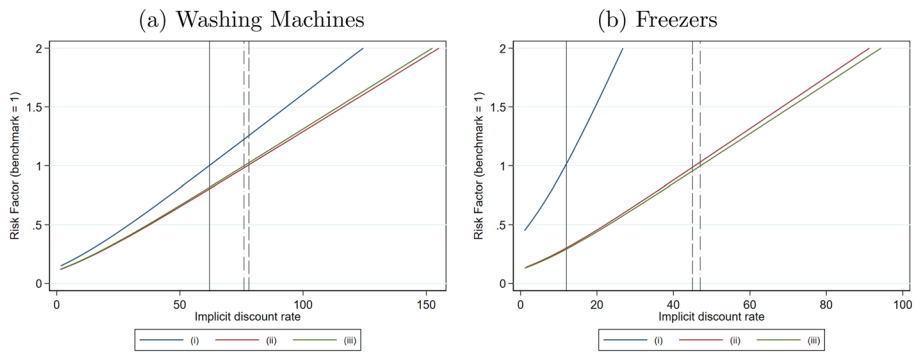 (a) Washing Machines
Risk Factor (benchmark = 1)
2
1.5
1
.5
0
0 50 100 150
Implicit discount rate
(i) (ii) (iii)
(b) Freezers
Risk Factor (benchmark = 1)
2
1.5
1
.5
0
0 20 40 60 80 100
Implicit discount rate
(i) (ii) (iii)